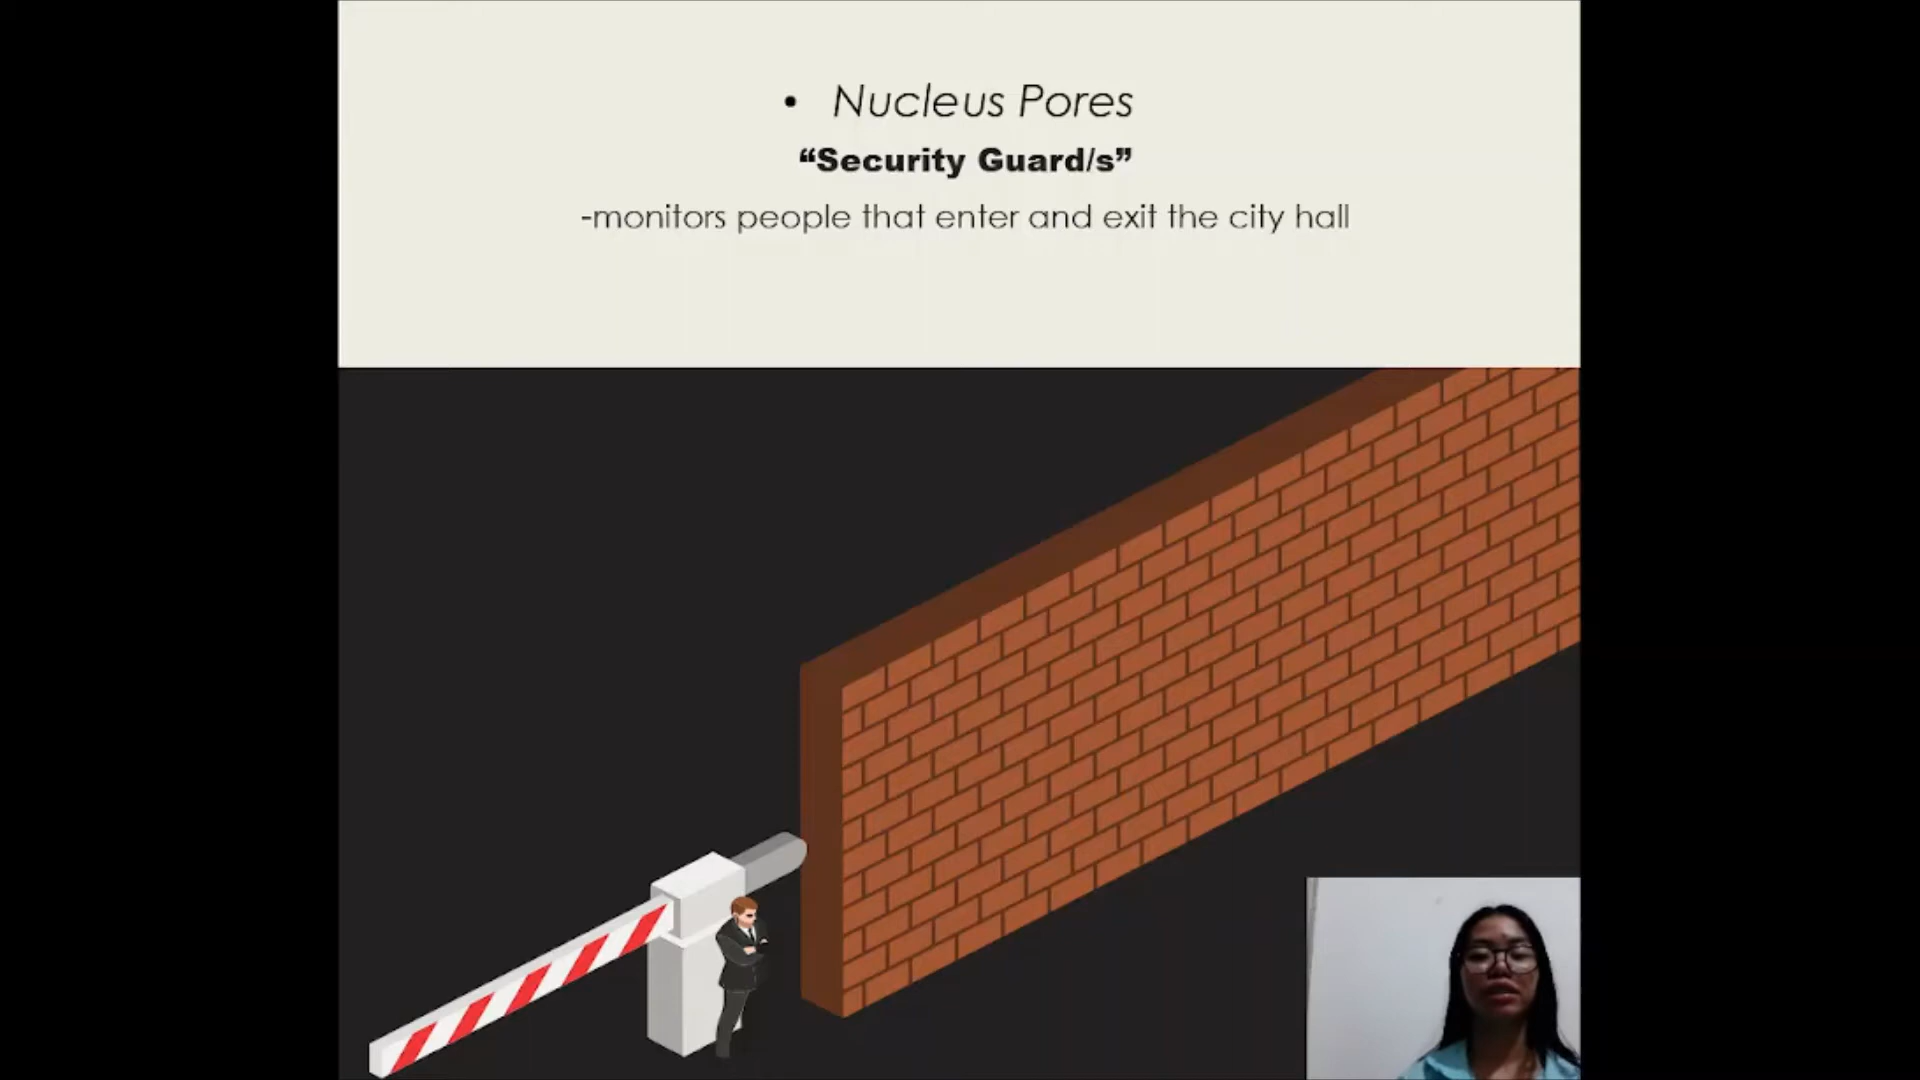 • Nucleus Pores
“Security Guard/s”
-monitors people that enter and exit the city hall